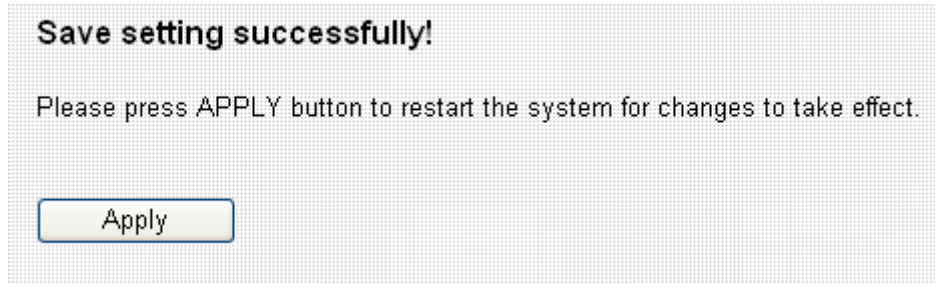 Save setting successfully!
Please press APPLY button to restart the system for changes to take effect.
Apply